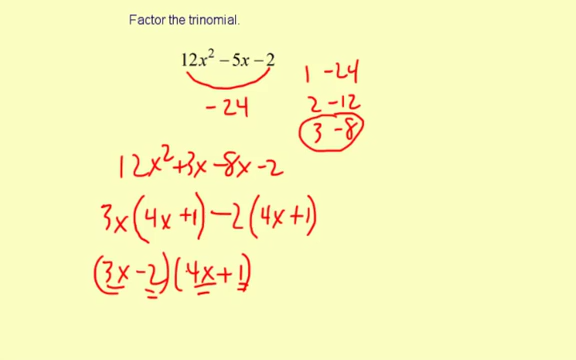 Factor the trinomial.
12x² − 5x − 2
− 24
1 −24
2 −12
3 −8
12x² +3x −8x −2
3x(4x +1) −2(4x +1)
(3x −2)(4x + 1)